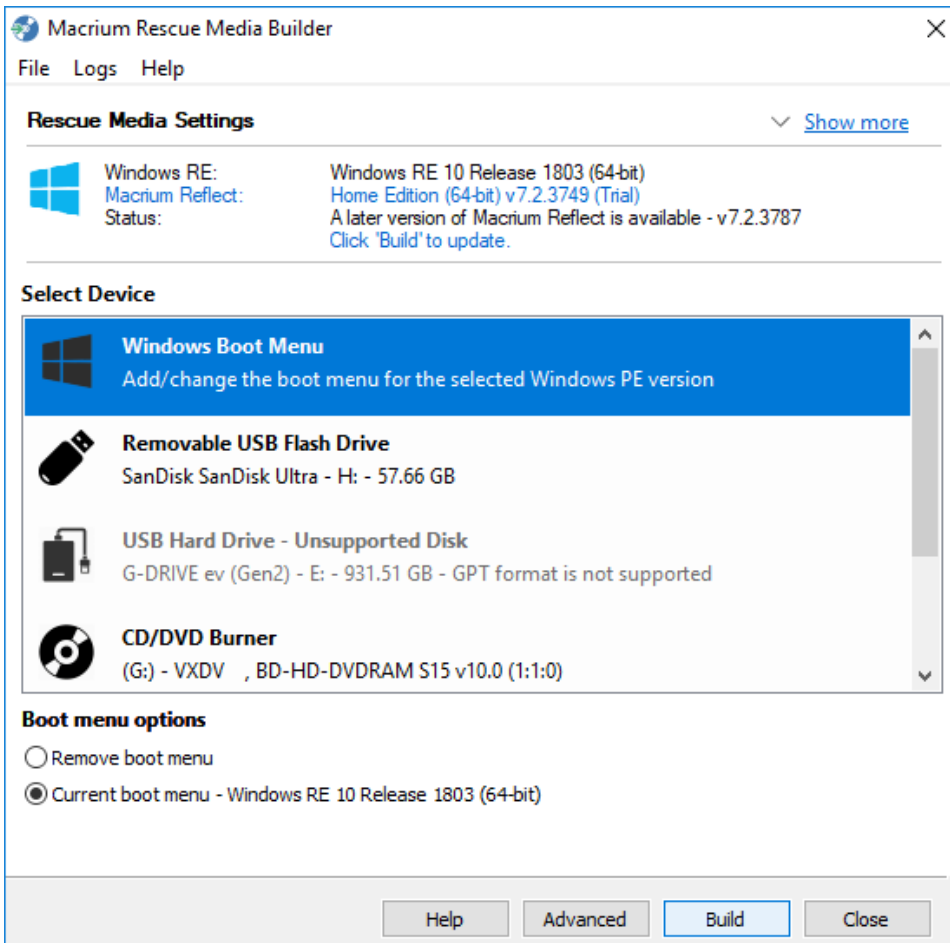 Macrium Rescue Media Builder
File Logs Help
Rescue Media Settings
Show more
Windows RE: Windows RE 10 Release 1803 (64-bit)
Macrium Reflect: Home Edition (64-bit) v7.2.3749 (Trial)
Status: A later version of Macrium Reflect is available - v7.2.3787
Click 'Build' to update.
Select Device
Windows Boot Menu
Add/change the boot menu for the selected Windows PE version
Removable USB Flash Drive
SanDisk SanDisk Ultra - H: - 57.66 GB
USB Hard Drive - Unsupported Disk
G-DRIVE ev (Gen2) - E: - 931.51 GB - GPT format is not supported
CD/DVD Burner
(G:) - VXDV , BD-HD-DVDRAM S15 v10.0 (1:1:0)
Boot menu options
Remove boot menu
Current boot menu - Windows RE 10 Release 1803 (64-bit)
Help Advanced Build Close